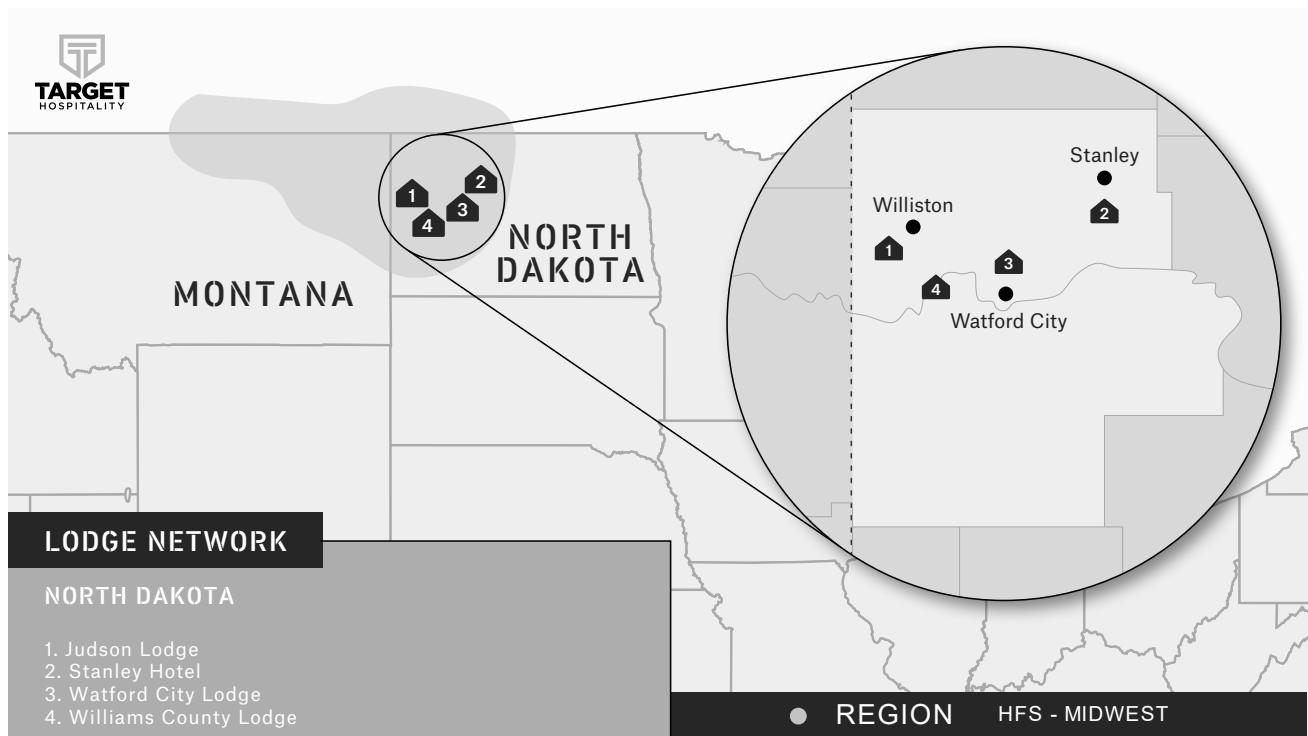 TARGET
HOSPITALITY
1
2
3
4
NORTH
DAKOTA
MONTANA
Stanley
2
Williston
1
3
4
Watford City
LODGE NETWORK
NORTH DAKOTA
1. Judson Lodge
2. Stanley Hotel
3. Watford City Lodge
4. Williams County Lodge
REGION HFS - MIDWEST